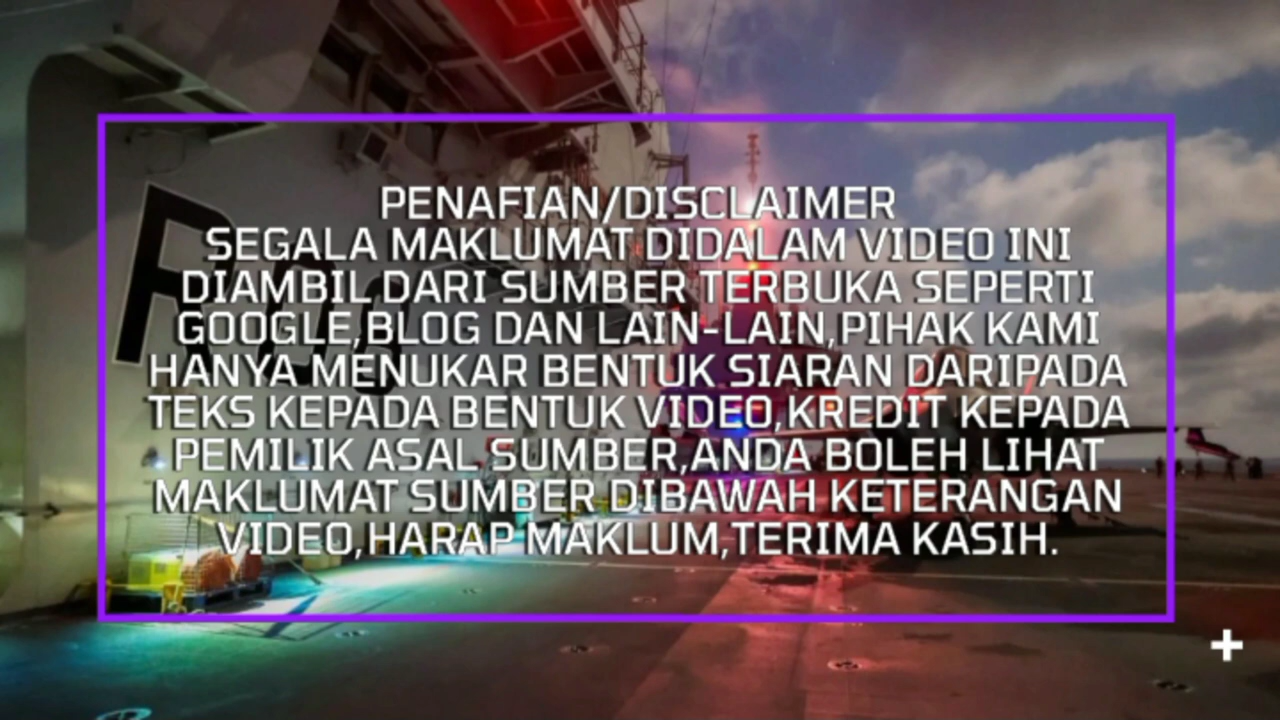 PENAFIAN/DISCLAIMER
SEGALA MAKLUMAT DIDALAM VIDEO INI
DIAMBIL DARI SUMBER TERBUKA SEPERTI
GOOGLE,BLOG DAN LAIN-LAIN,PIHAK KAMI
HANYA MENUKAR BENTUK SIARAN DARIPADA
TEKS KEPADA BENTUK VIDEO,KREDIT KEPADA
PEMILIK ASAL SUMBER,ANDA BOLEH LIHAT
MAKLUMAT SUMBER DIBAWAH KETERANGAN
VIDEO,HARAP MAKLUM,TERIMA KASIH.